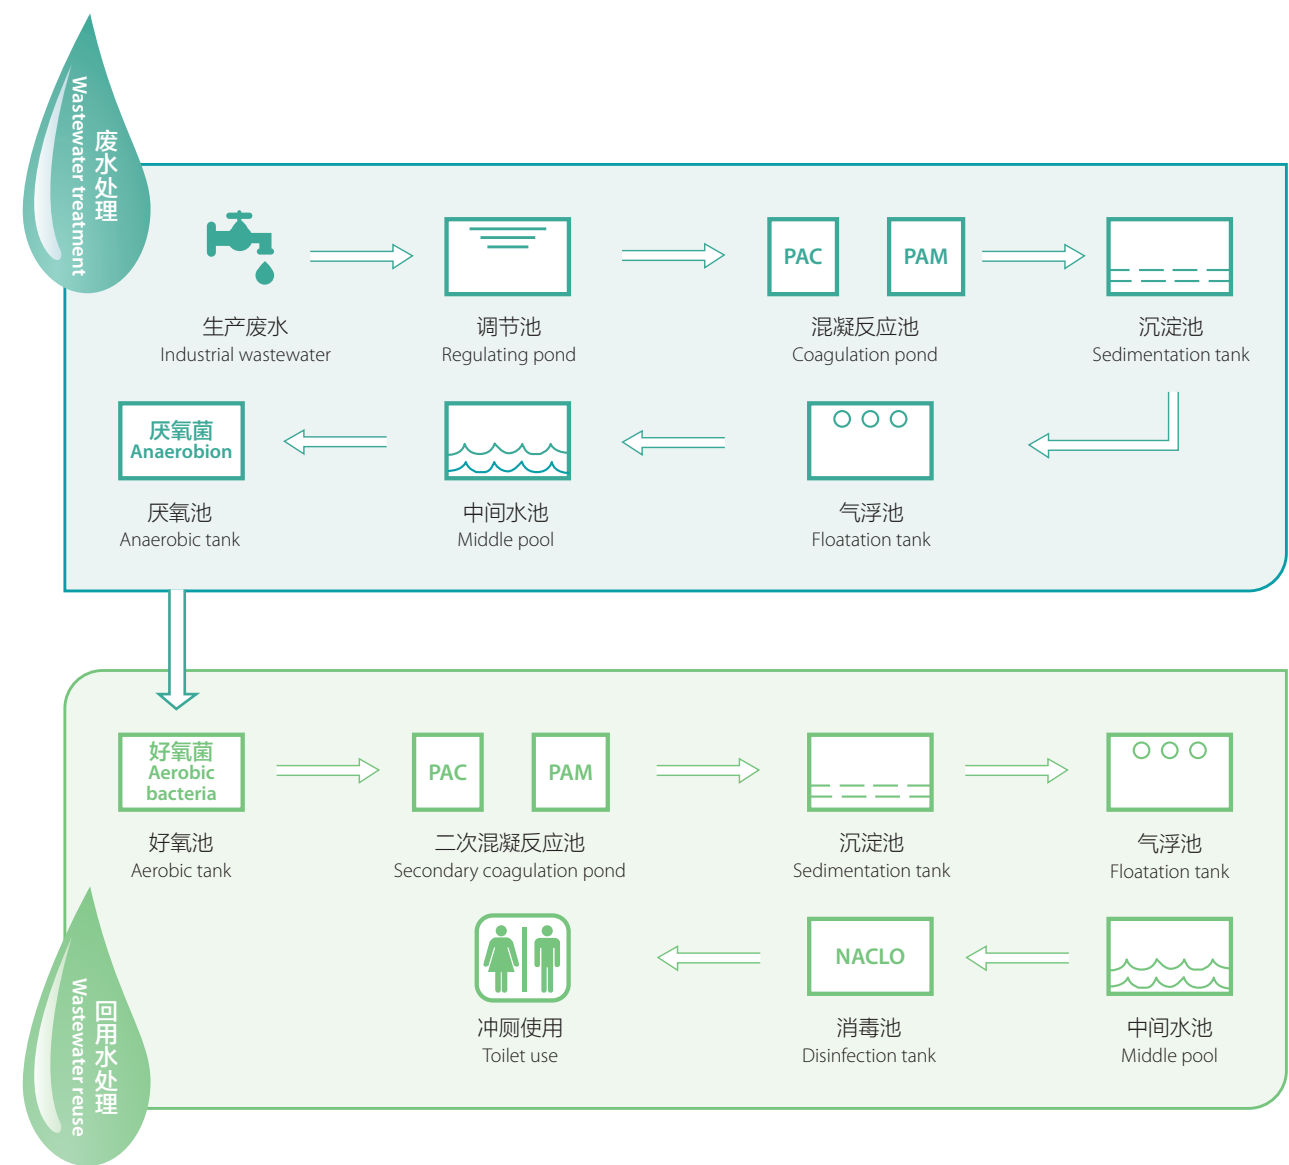 废水处理
Wastewater treatment
PAC
PAM
生产废水
Industrial wastewater
调节池
Regulating pond
混凝反应池
Coagulation pond
沉淀池
Sedimentation tank
厌氧菌
Anaerobion
厌氧池
Anaerobic tank
中间水池
Middle pool
气浮池
Floatation tank
好氧菌
Aerobic
bacteria
PAC
PAM
好氧池
Aerobic tank
二次混凝反应池
Secondary coagulation pond
沉淀池
Sedimentation tank
气浮池
Floatation tank
NACLO
冲厕使用
Toilet use
消毒池
Disinfection tank
中间水池
Middle pool
回用水处理
Wastewater reuse